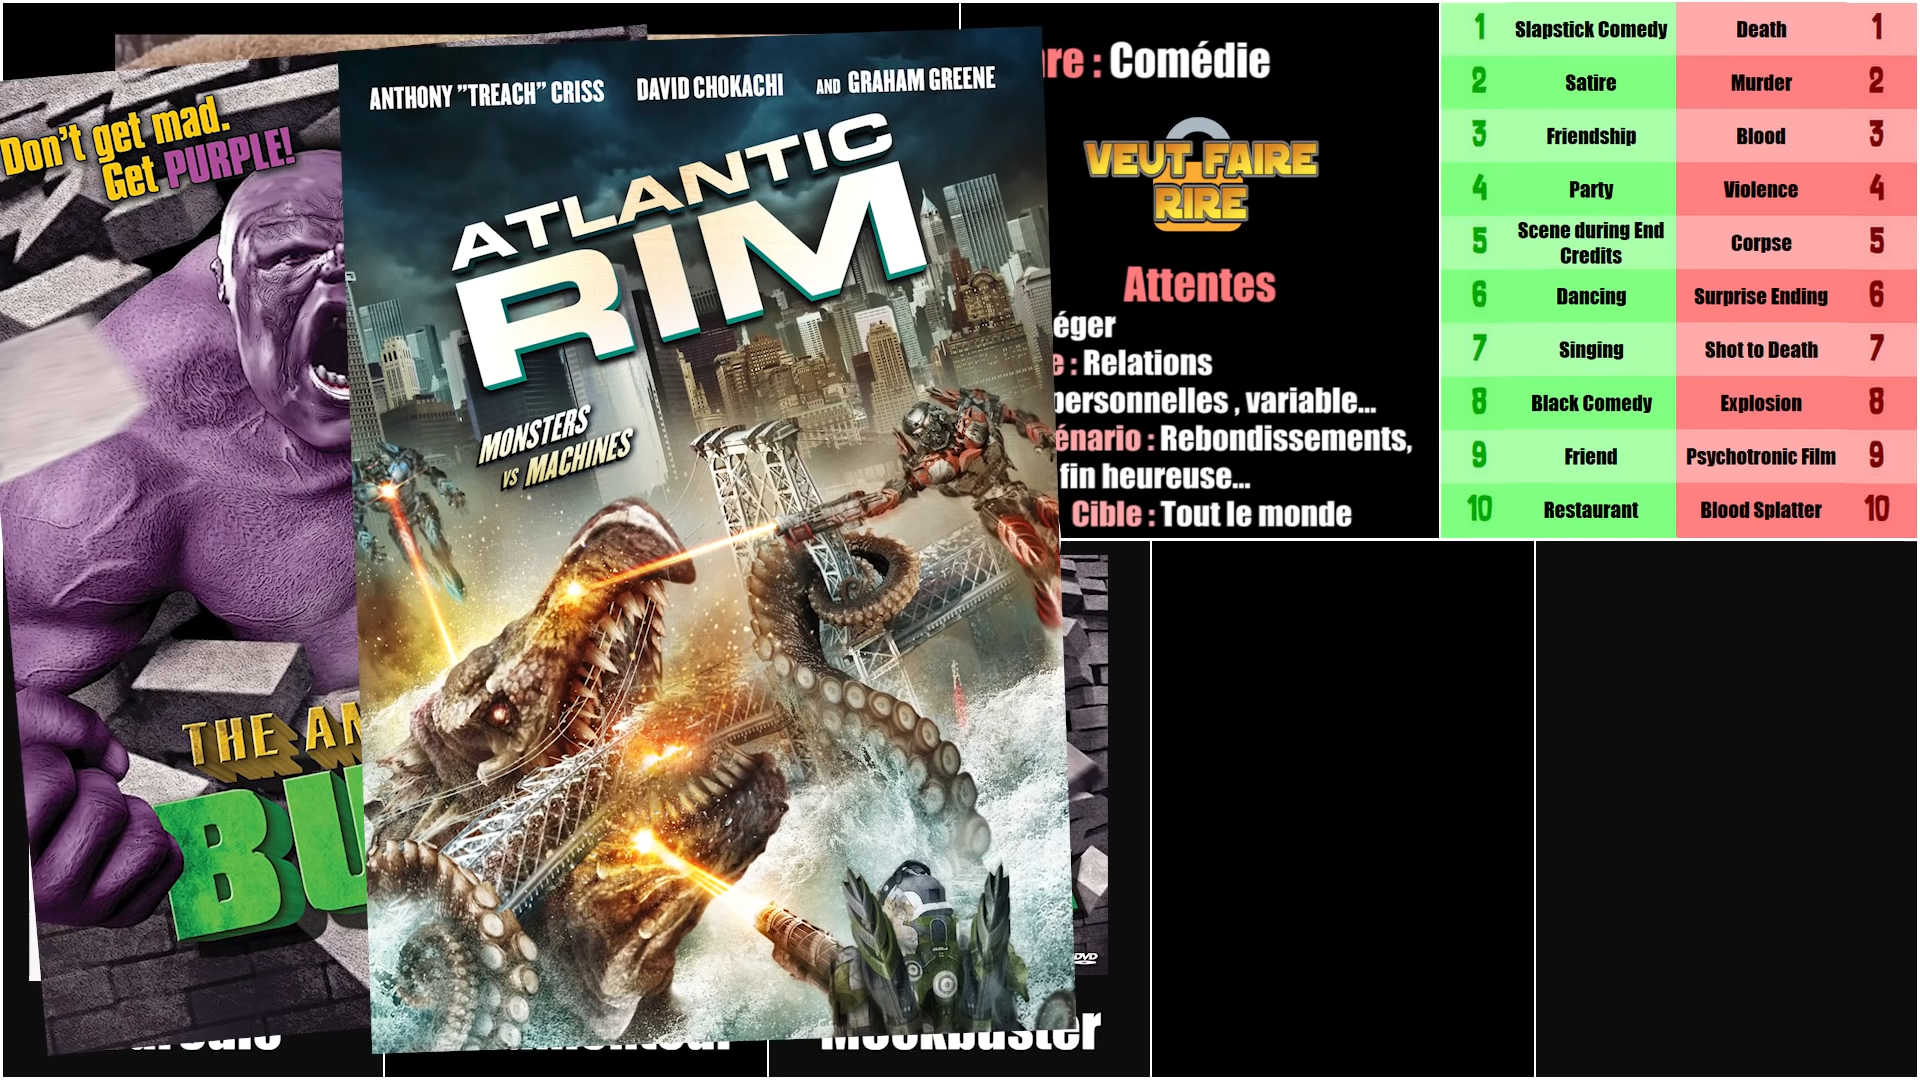 Don't get mad.
Get PURPLE!
ANTHONY "TREACH" CRISS DAVID CHOKACHI AND GRAHAM GREENE
ATLANTIC
RIM
MONSTERS
VS MACHINES
THE
Comédie
VEUT FAIRE
RIRE
Attentes
: Relations
, variable...
: Rebondissements,
fin heureuse...
Cible : Tout le monde
1 Slapstick Comedy Death 1
2 Satire Murder 2
3 Friendship Blood 3
4 Party Violence 4
5 Scene during End
Credits Corpse 5
6 Dancing Surprise Ending 6
7 Singing Shot to Death 7
8 Black Comedy Explosion 8
9 Friend Psychotronic Film 9
10 Restaurant Blood Splatter 10
DVD